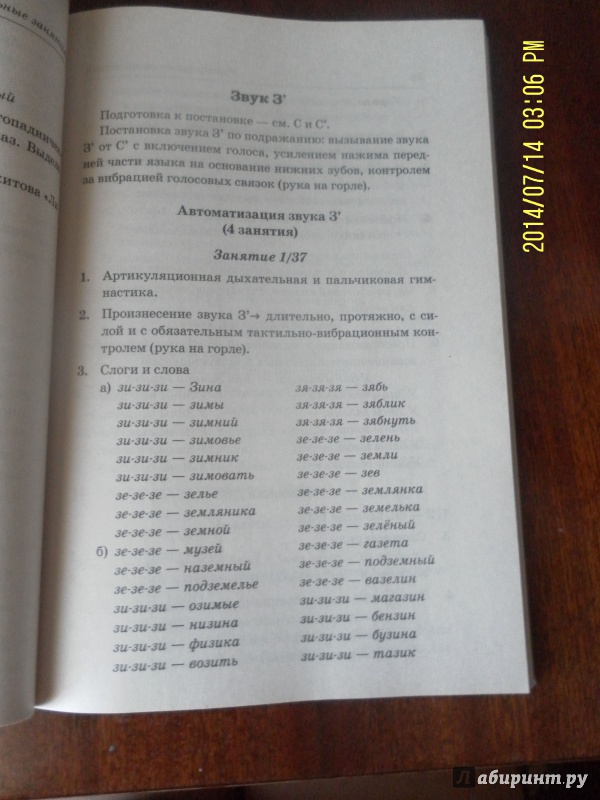 ьные заняти
ый
огопадничи
аз. Выдел
китова «Ли
Звук З’
Подготовка к постановке — см. С и С’.
Постановка звука З’ по подражанию: вызывание звука
З’ от С’ с включением голоса, усилением нажима перед-
ней части языка на основание нижних зубов, контролем
за вибрацией голосовых связок (рука на горле).
Автоматизация звука З’
(4 занятия)
Занятие 1/37
1. Артикуляционная дыхательная и пальчиковая гим-
настика.
2. Произнесение звука З’→ длительно, протяжно, с си-
лой и с обязательным тактильно-вибрационным кон-
тролем (рука на горле).
3. Слоги и слова
а) зи-зи-зи — Зина зя-зя-зя — зябь
зи-зи-зи — зимы зя-зя-зя — зяблик
зи-зи-зи — зимний зя-зя-зя — зябнуть
зи-зи-зи — зимовье зе-зе-зе — зелень
зи-зи-зи — зимник зе-зе-зе — земли
зи-зи-зи — зимовать зе-зе-зе — зев
зе-зе-зе — зелье зе-зе-зе — землянка
зе-зе-зе — земляника зе-зе-зе — земелька
зе-зе-зе — земной зе-зе-зе — зелёный
б) зе-зе-зе — музей зе-зе-зе — газета
зе-зе-зе — наземный зе-зе-зе — подземный
зе-зе-зе — подземелье зе-зе-зе — вазелин
зи-зи-зи — озимые зи-зи-зи — магазин
зи-зи-зи — низина зи-зи-зи — бензин
зи-зи-зи — физика зи-зи-зи — бузина
зи-зи-зи — возить зи-зи-зи — тазик
2014/07/14 03:06 PM
Лабиринт.ру